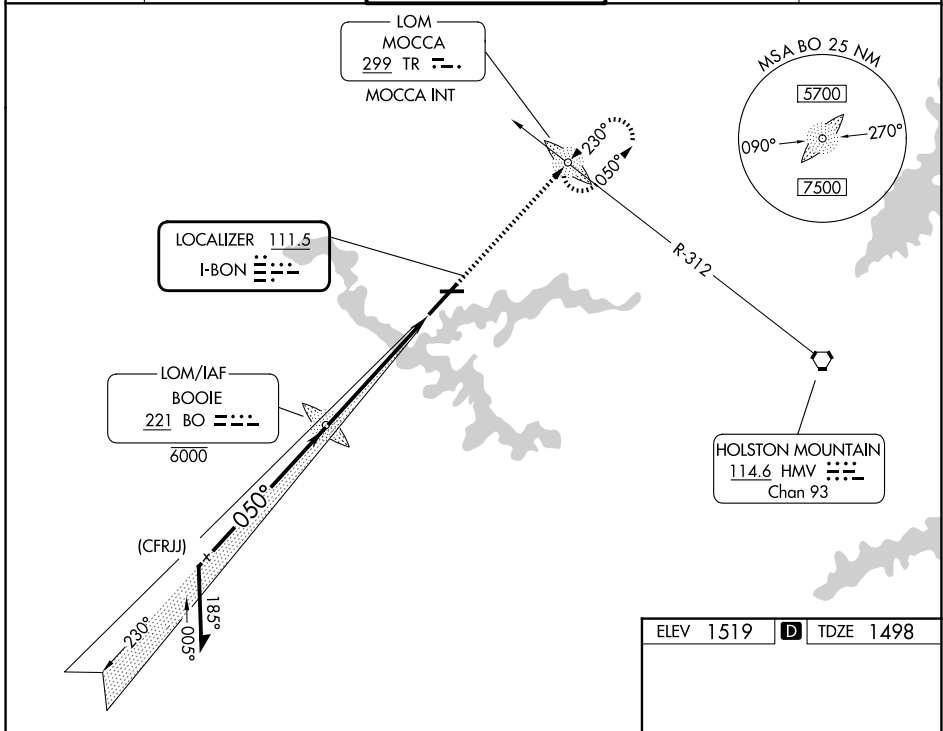 LOM
MOCCA
299 TR
MOCCA INT
MSA BO 25 NM
5700
090°
270°
7500
230°
050°
LOCALIZER 111.5
I-BON
R-312
LOM/IAF
BOOIE
221 BO
6000
HOLSTON MOUNTAIN
114.6 HMV
Chan 93
050°
(CFRJJ)
230°
005°
185°
ELEV 1519 D TDZE 1498